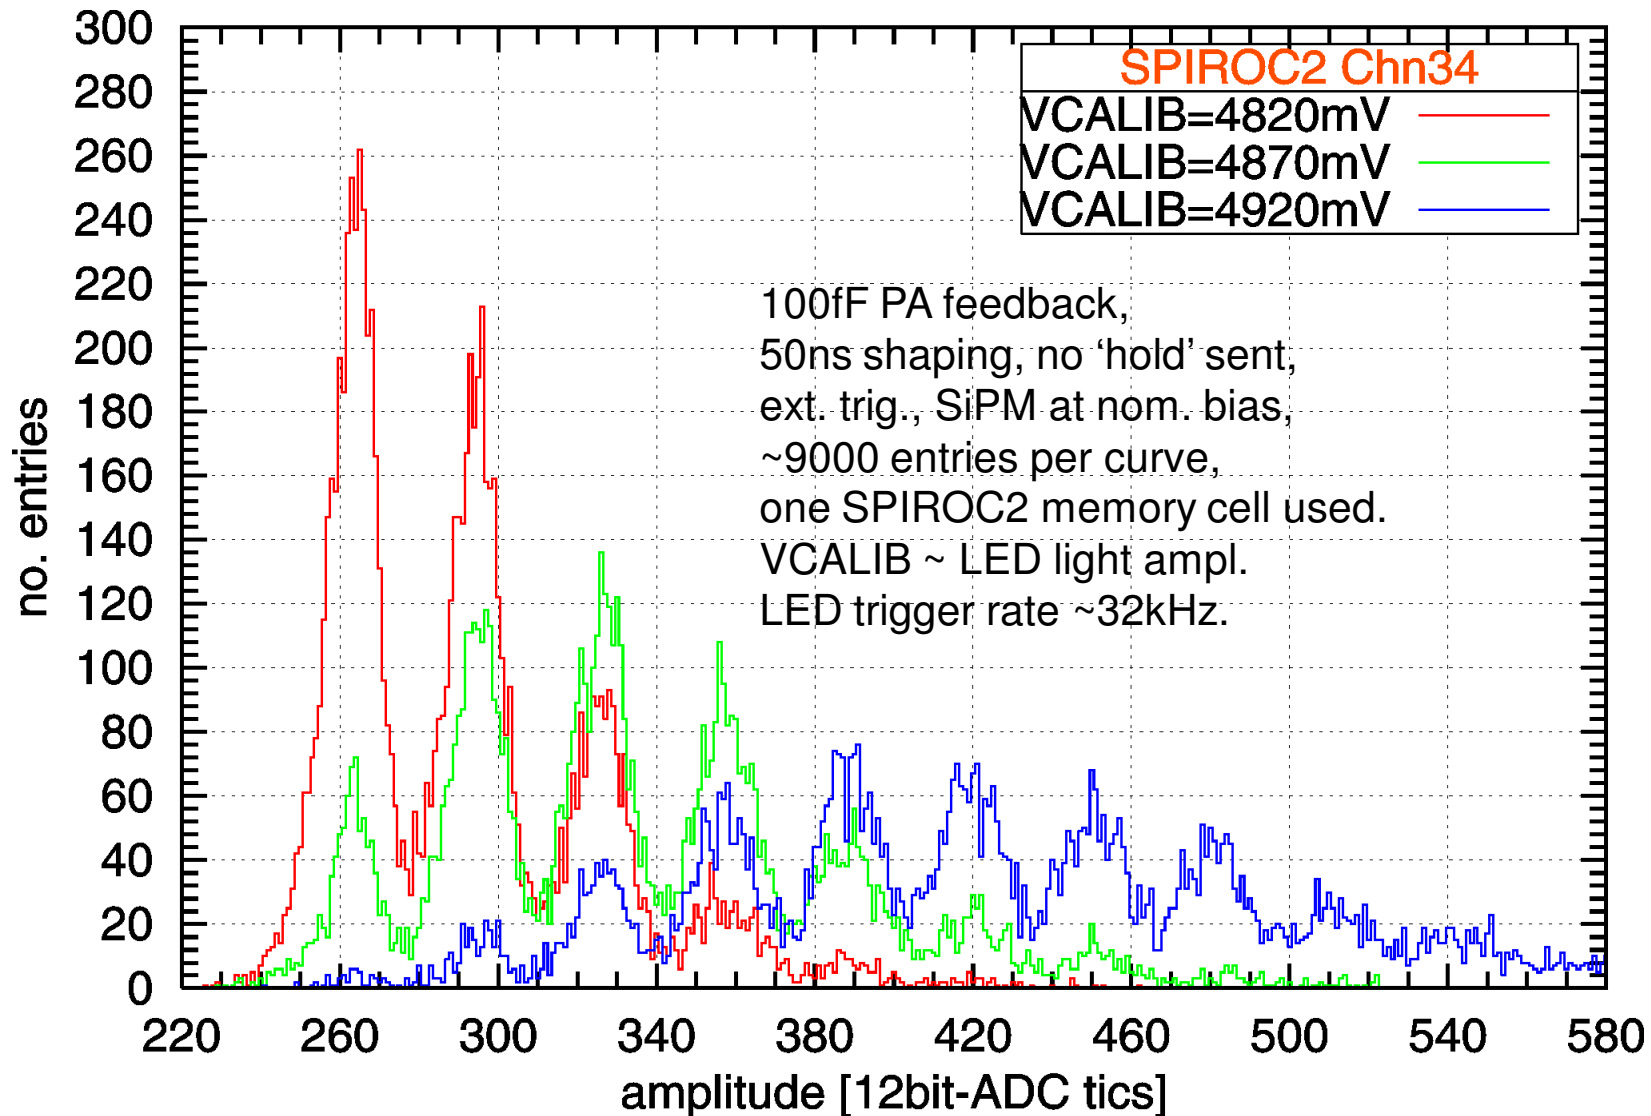 300
280
260
240
220
200
180
160
140
120
100
80
60
40
20
0
no. entries
SPIROC2 Chn34
VCALIB=4820mV
VCALIB=4870mV
VCALIB=4920mV
100fF PA feedback,
50ns shaping, no ‘hold’ sent,
ext. trig., SiPM at nom. bias,
~9000 entries per curve,
one SPIROC2 memory cell used.
VCALIB ~ LED light ampl.
LED trigger rate ~32kHz.
220 260 300 340 380 420 460 500 540 580
amplitude [12bit-ADC tics]